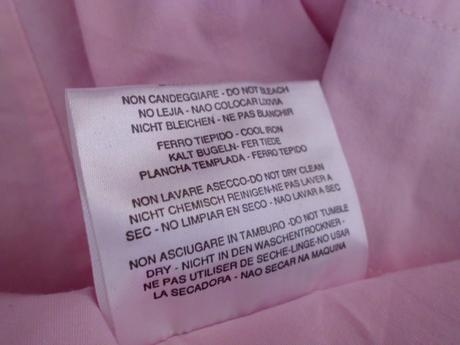 NON CANDEGGIARE - DO NOT BLEACH
NO LEJIA - NAO COLOCAR LIXIVIA
NICHT BLEICHEN - NE PAS BLANCHIR
FERRO TIEPIDO - COOL IRON
KALT BUGELN- FER TIEDE
PLANCHA TEMPLADA - FERRO TEPIDO
NON LAVARE ASECCO-DO NOT DRY CLEAN
NICHT CHEMISCH REINIGEN-NE PAS LAVER A
SEC - NO LIMPIAR EN SECO - NAO LAVAR A SEC
NON ASCIUGARE IN TAMBURO -DO NOT TUMBLE
DRY - NICHT IN DEN WASCHENTROCKNER -
NE PAS UTILISER DE SECHE-LINGE-NO USAR
LA SECADORA - NAO SECAR NA MAQUINA